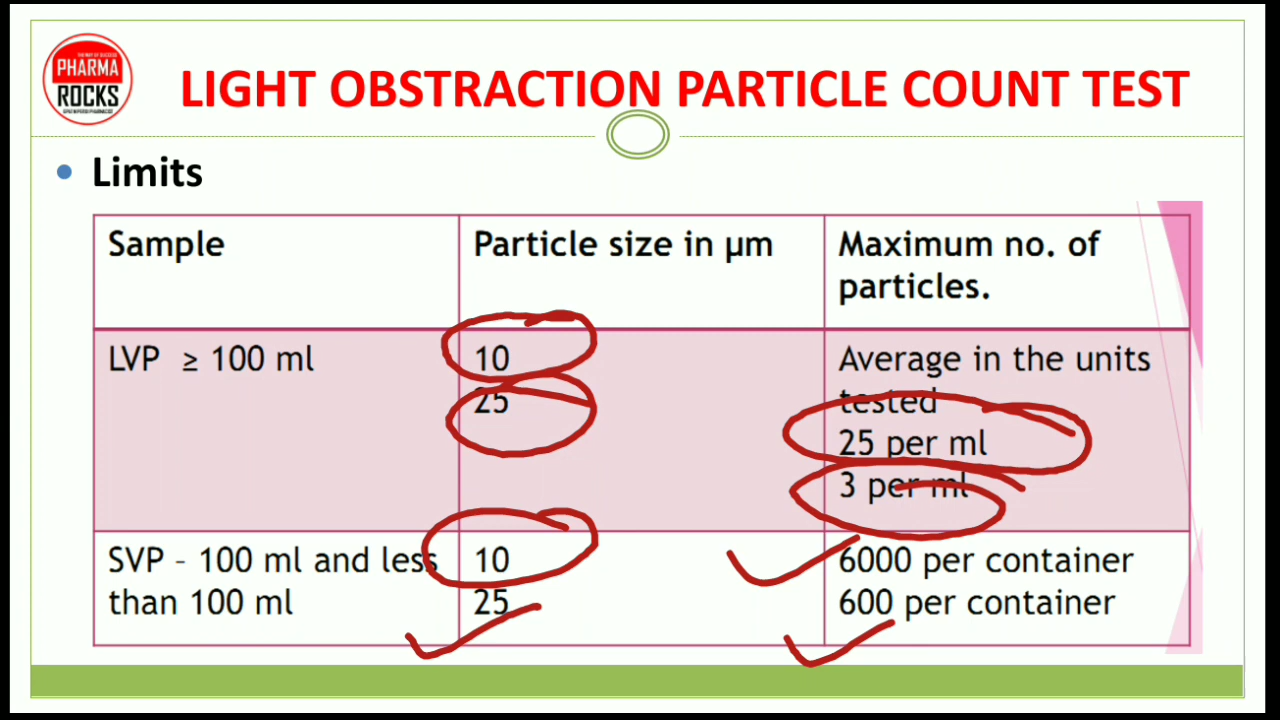 PHARMA
ROCKS
LIGHT OBSTRACTION PARTICLE COUNT TEST
• Limits
Sample
Particle size in µm
Maximum no. of
particles.
LVP ≥ 100 ml
10
25
Average in the units
tested
25 per ml
3 per ml
SVP – 100 ml and less
than 100 ml
10
25
6000 per container
600 per container